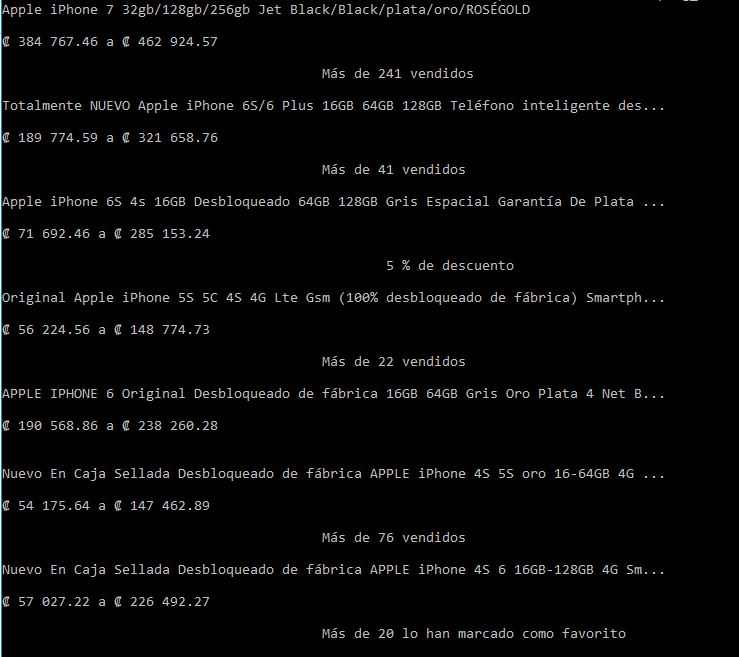 Apple iPhone 7 32gb/128gb/256gb Jet Black/Black/plata/oro/ROSÉGOLD
₡ 384 767.46 a ₡ 462 924.57
Más de 241 vendidos
Totalmente NUEVO Apple iPhone 6S/6 Plus 16GB 64GB 128GB Teléfono inteligente des...
₡ 189 774.59 a ₡ 321 658.76
Más de 41 vendidos
Apple iPhone 6S 4s 16GB Desbloqueado 64GB 128GB Gris Espacial Garantía De Plata ...
₡ 71 692.46 a ₡ 285 153.24
5 % de descuento
Original Apple iPhone 5S 5C 4S 4G Lte Gsm (100% desbloqueado de fábrica) Smartph...
₡ 56 224.56 a ₡ 148 774.73
Más de 22 vendidos
APPLE IPHONE 6 Original Desbloqueado de fábrica 16GB 64GB Gris Oro Plata 4 Net B...
₡ 190 568.86 a ₡ 238 260.28
Nuevo En Caja Sellada Desbloqueado de fábrica APPLE iPhone 4S 5S oro 16-64GB 4G ...
₡ 54 175.64 a ₡ 147 462.89
Más de 76 vendidos
Nuevo En Caja Sellada Desbloqueado de fábrica APPLE iPhone 4S 6 16GB-128GB 4G Sm...
₡ 57 027.22 a ₡ 226 492.27
Más de 20 lo han marcado como favorito